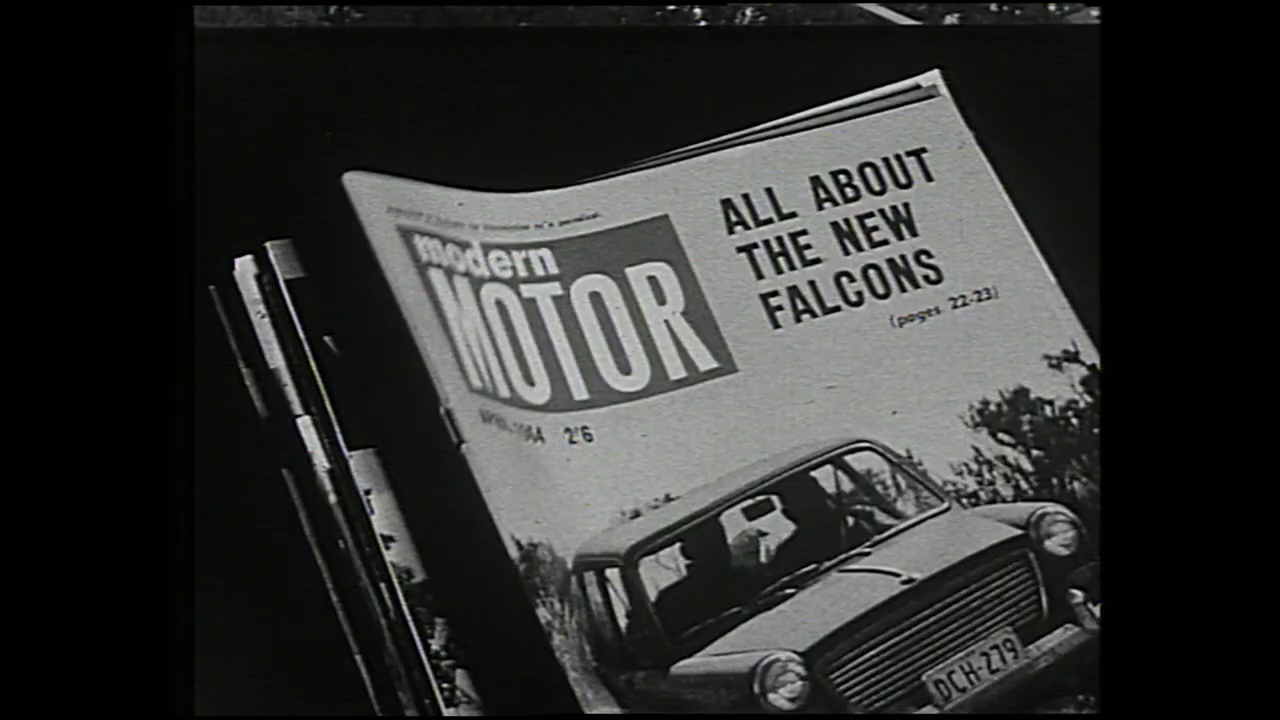 modern
MOTOR
ALL ABOUT
THE NEW
FALCONS
(pages 22-23)
2'6
DCH-279